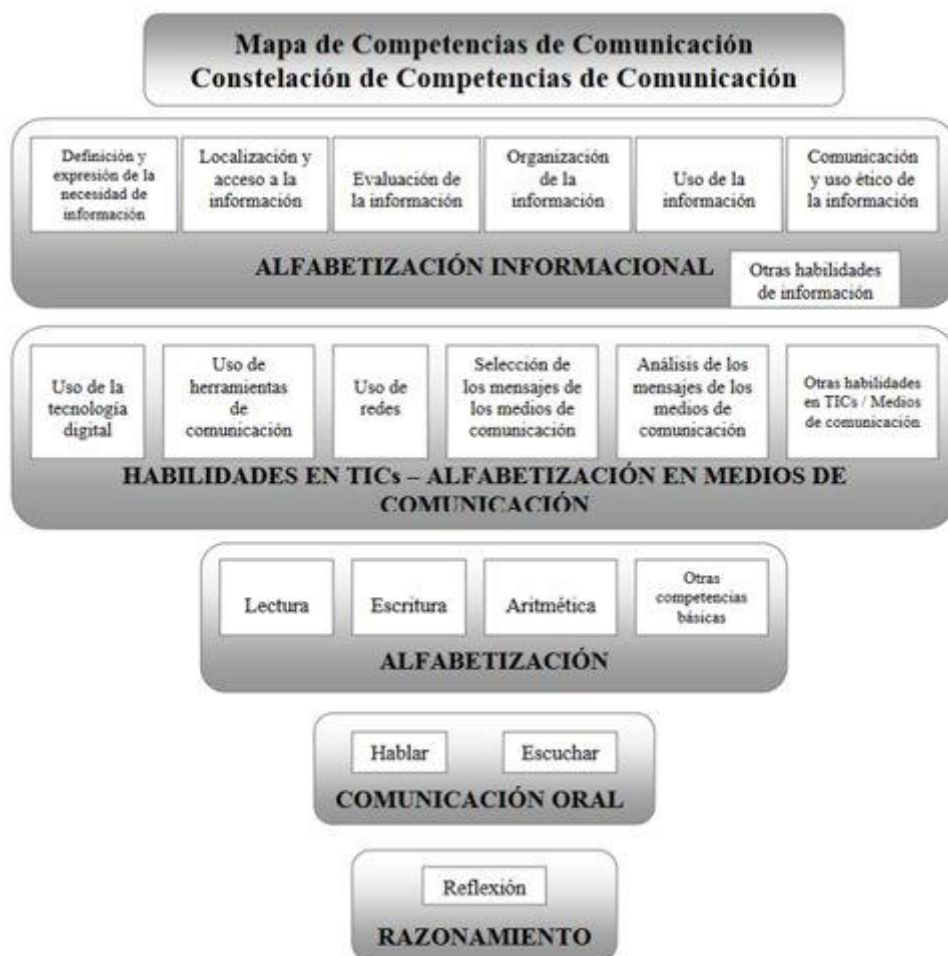 Mapa de Competencias de Comunicación
Constelación de Competencias de Comunicación
Definición y
expresión de la
necesidad de
información
Localización y
acceso a la
información
Evaluación de
la información
Organización
de la
información
Uso de la
información
Comunicación
y uso ético de
la información
ALFABETIZACIÓN INFORMACIONAL
Otras habilidades
de información
Uso de la
tecnología
digital
Uso de
herramientas
de
comunicación
Uso de
redes
Selección de
los mensajes de
los medios de
comunicación
Análisis de los
mensajes de los
medios de
comunicación
Otras habilidades
en TICs / Medios
de comunicación
HABILIDADES EN TICs – ALFABETIZACIÓN EN MEDIOS DE
COMUNICACIÓN
Lectura
Escritura
Aritmética
Otras
competencias
básicas
ALFABETIZACIÓN
Hablar
Escuchar
COMUNICACIÓN ORAL
Reflexión
RAZONAMIENTO